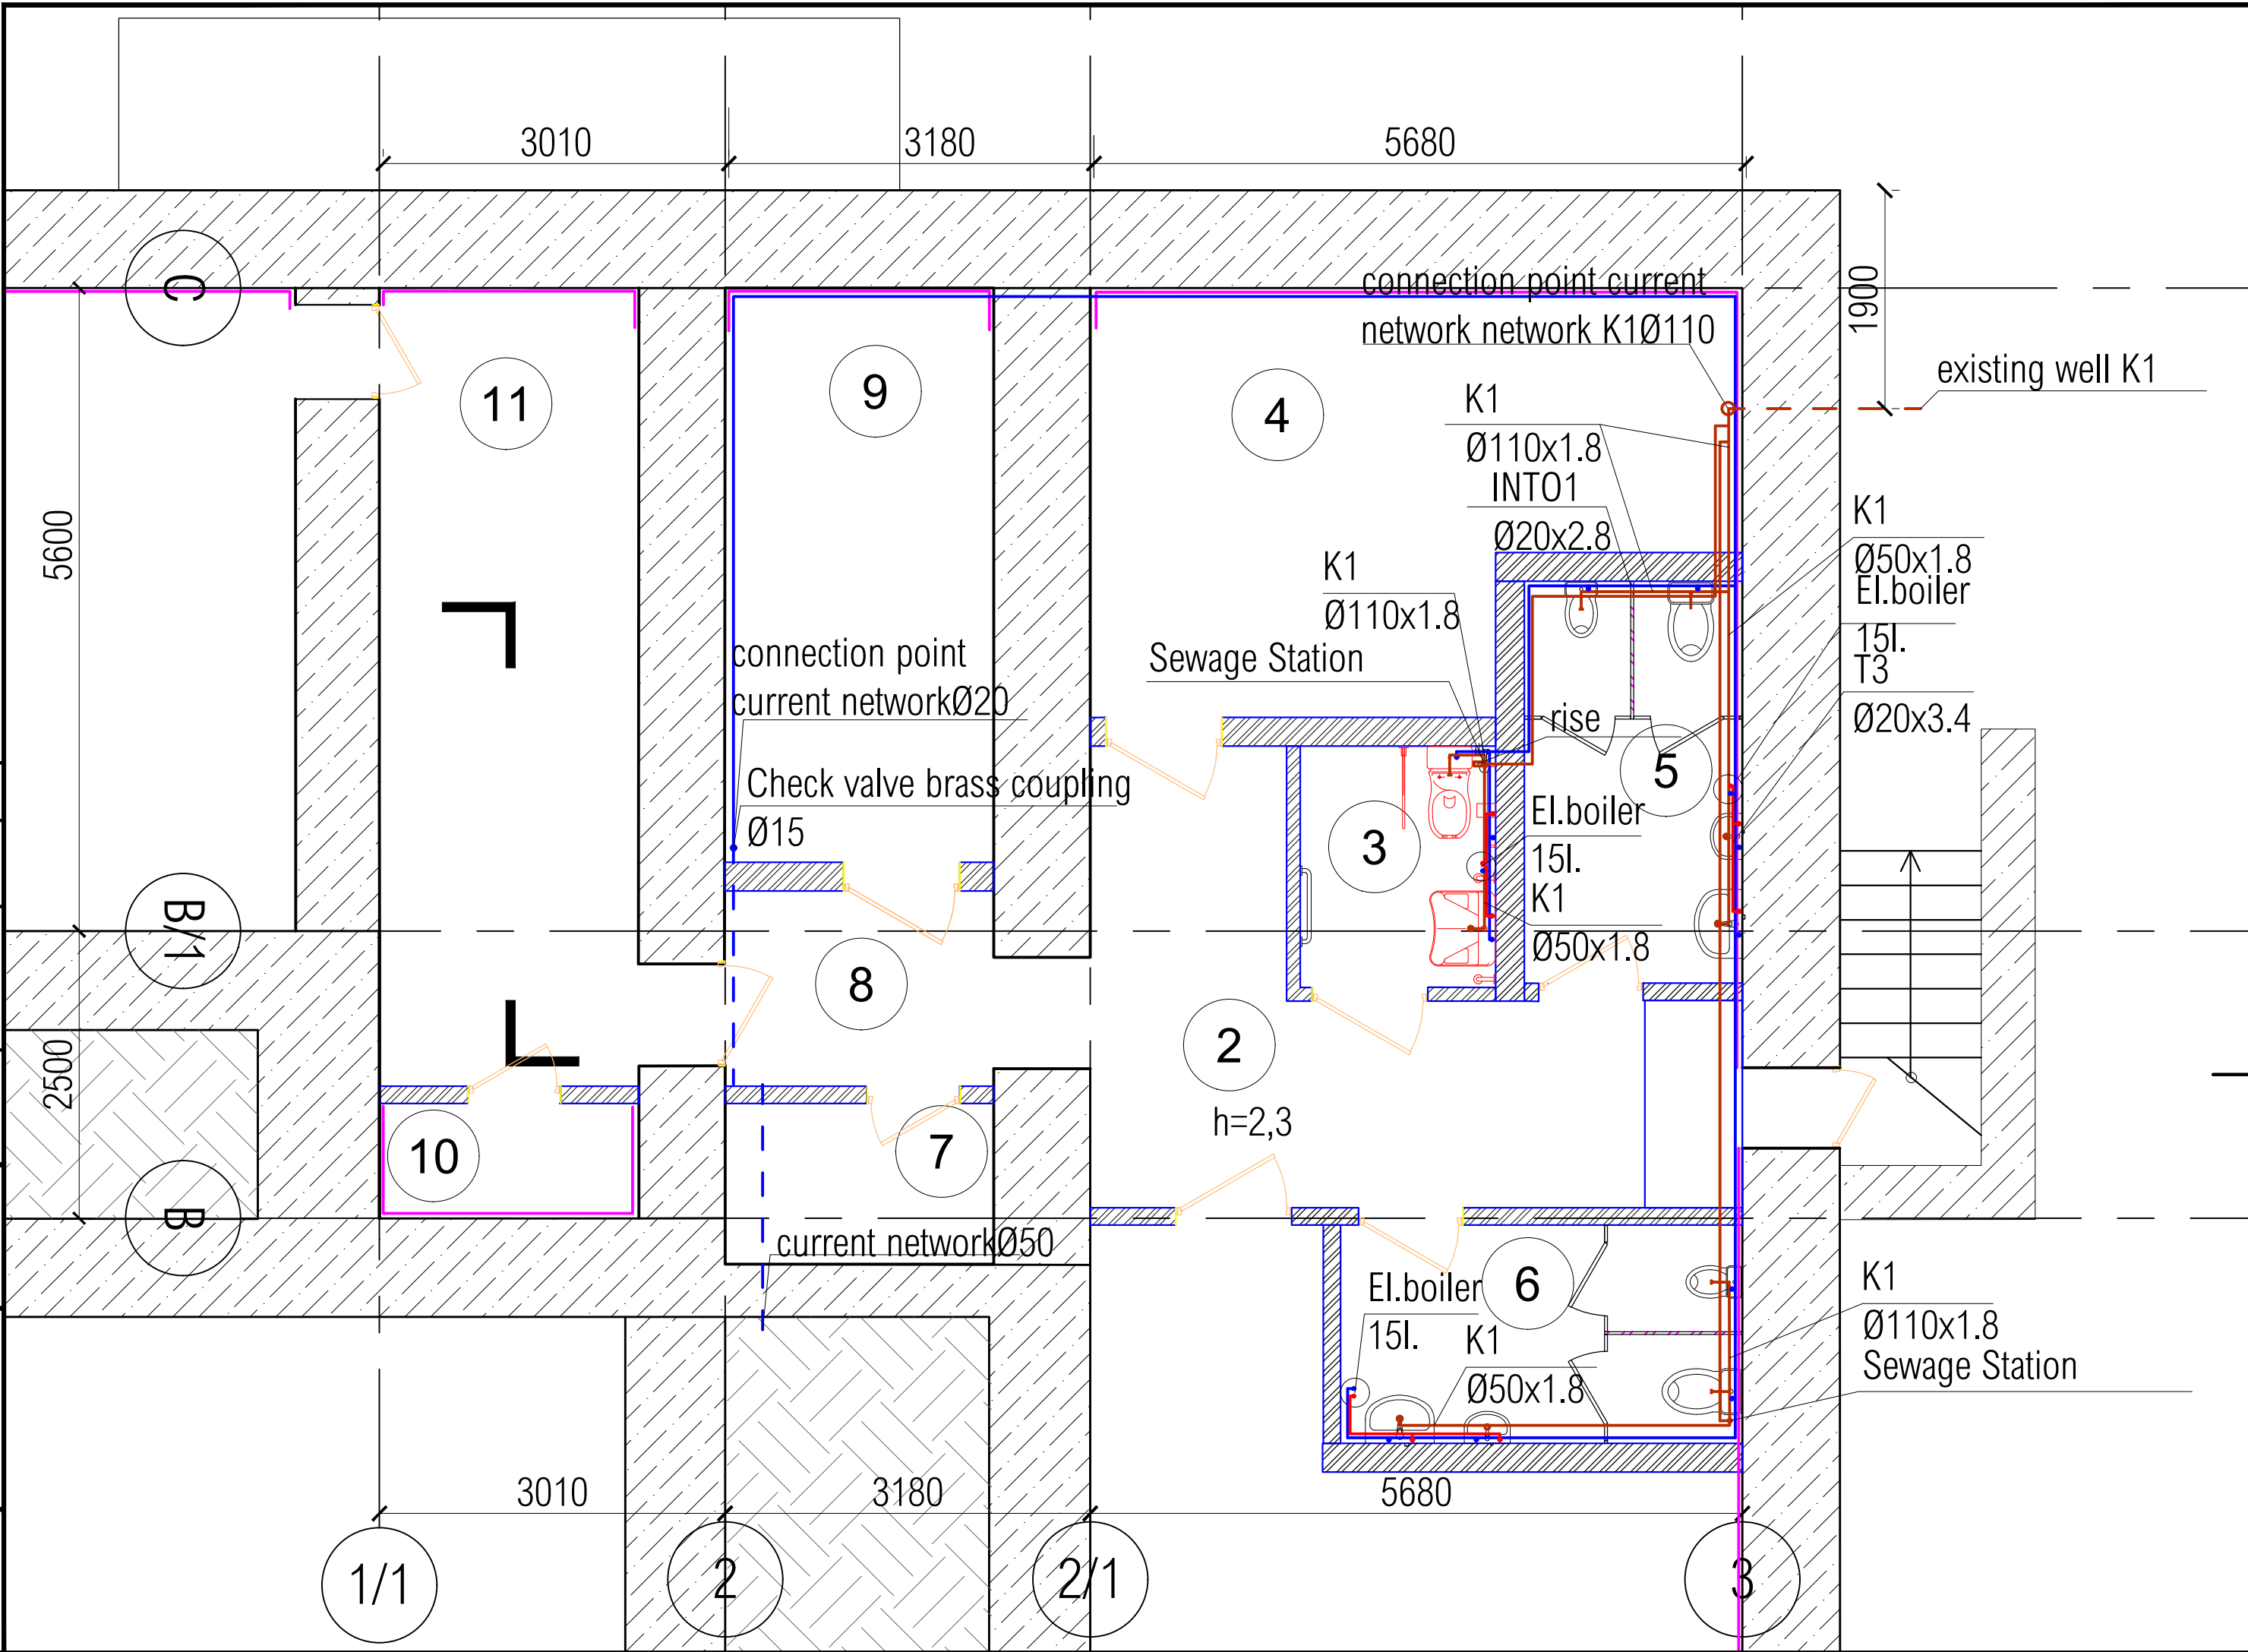 3010
3180
5680
C
connection point current
network network K1Ø110
1900
existing well K1
11
9
4
K1
Ø110x1.8
INTO1
Ø20x2.8
K1
Ø50x1.8
El.boiler
15l.
T3
Ø20x3.4
5600
K1
Ø110x1.8
Sewage Station
connection point
current networkØ20
rise
5
Check valve brass coupling
Ø15
3
El.boiler
15l.
K1
Ø50x1.8
B/1
8
2
2500
h=2,3
10
7
B
current networkØ50
6
El.boiler
15l.
K1
Ø50x1.8
K1
Ø110x1.8
Sewage Station
3010
3180
5680
1/1
2
2/1
3